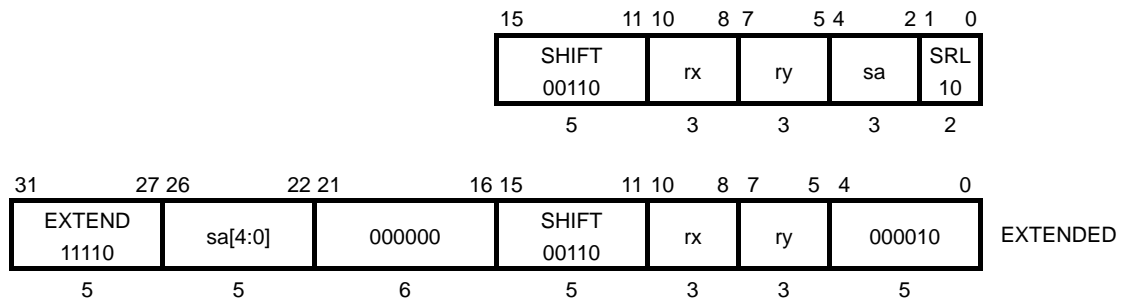 15 11 10 8 7 5 4 2 1 0
SHIFT SRL
rx ry sa
00110 10
5 3 3 3 2
31 27 26 22 21 16 15 11 10 8 7 5 4 0
EXTEND SHIFT
sa[4:0] 000000 rx ry 000010 EXTENDED
11110 00110
5 5 6 5 3 3 5